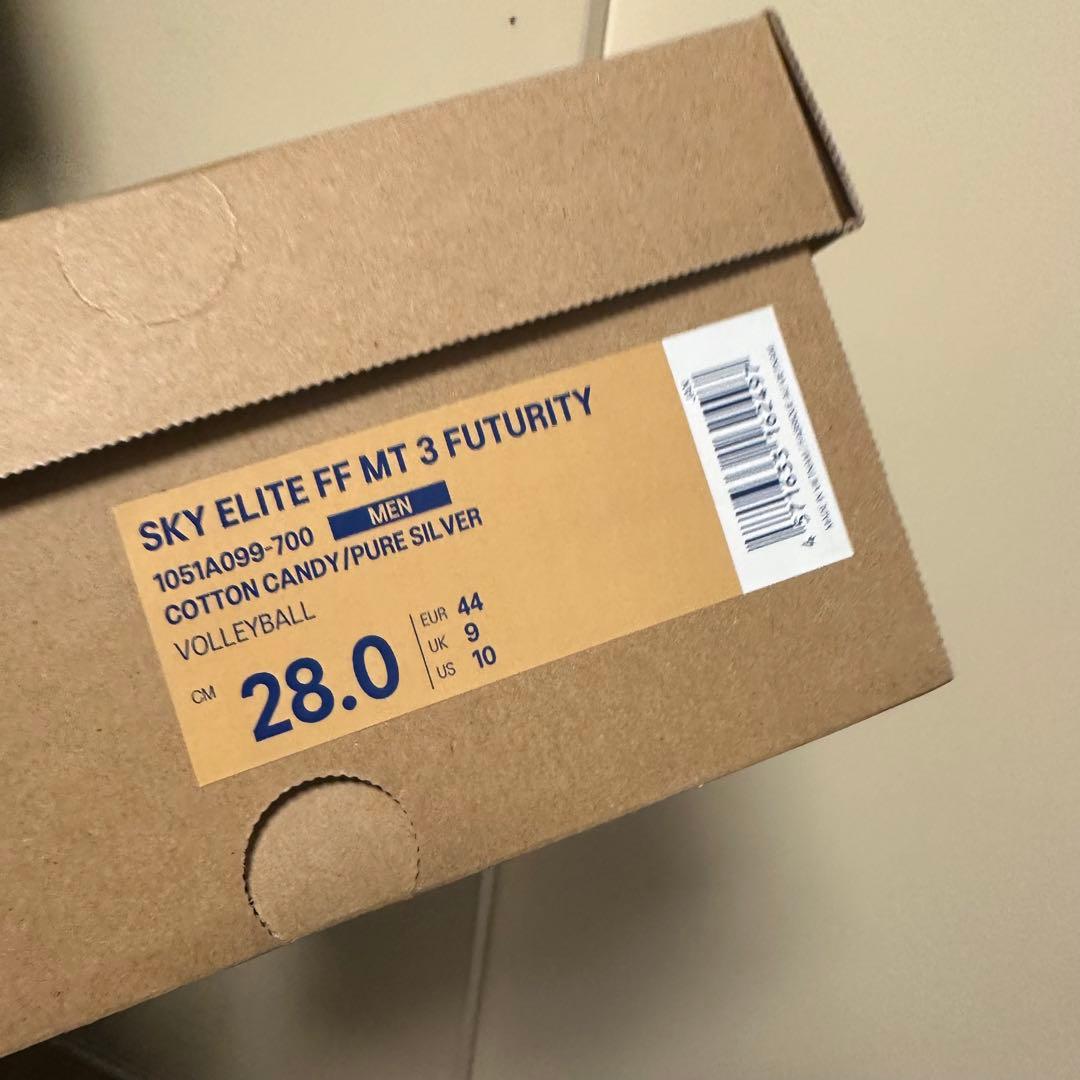 SKY ELITE FF MT 3 FUTURITY
1051A099-700 MEN
COTTON CANDY/PURE SILVER
VOLLEYBALL
CM 28.0
EUR 44
UK 9
US 10
JAN